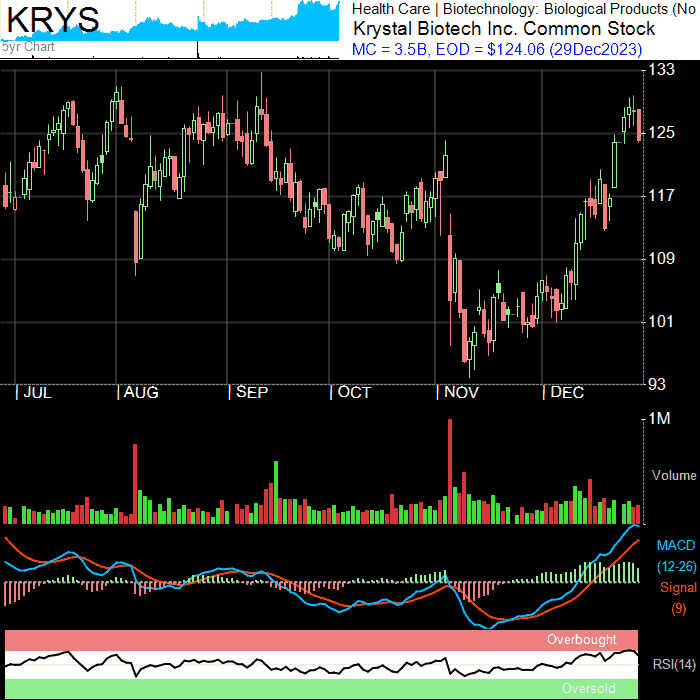 KRYS
5yr Chart
Health Care | Biotechnology: Biological Products (No
Krystal Biotech Inc. Common Stock
MC = 3.5B, EOD = $124.06 (29Dec2023)
133
125
117
109
101
93
| JUL | AUG | SEP | OCT | NOV | DEC
1M
Volume
MACD
(12-26)
Signal
(9)
Overbought
RSI(14)
Oversold